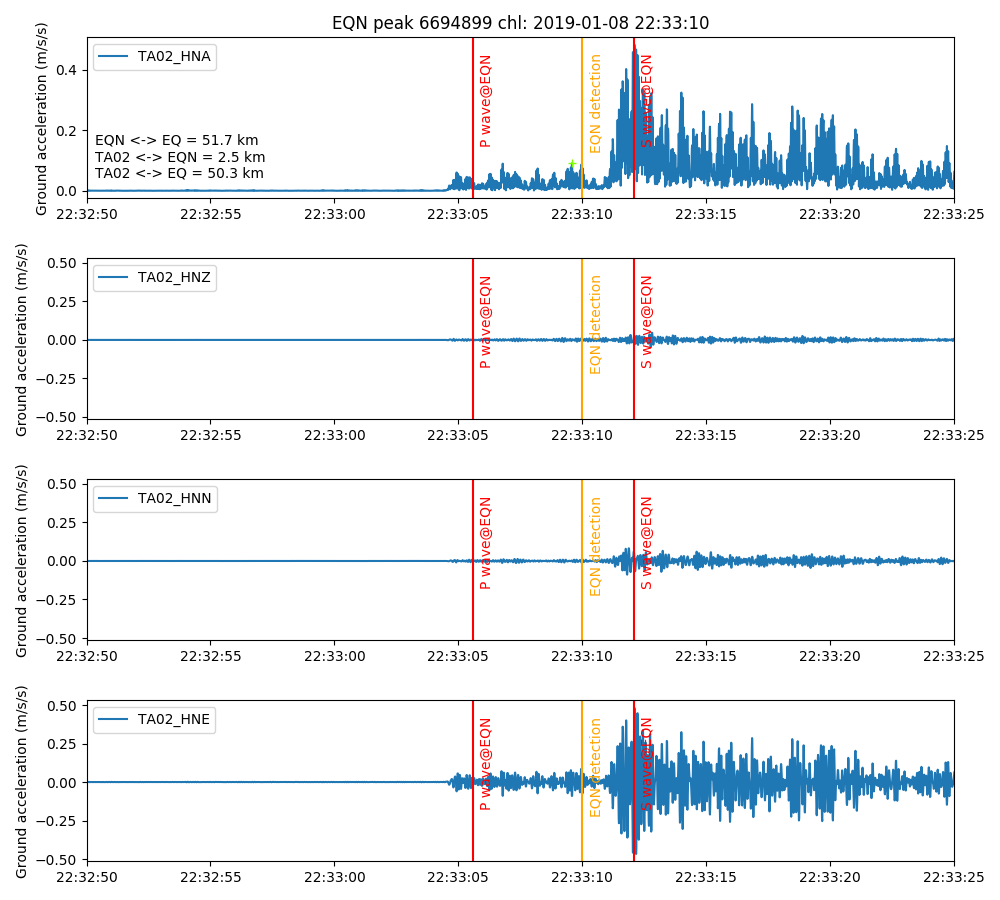 EQN peak 6694899 chl: 2019-01-08 22:33:10
Ground acceleration (m/s/s)
0.4
0.2
0.0
TA02_HNA
EQN <-> EQ = 51.7 km
TA02 <-> EQN = 2.5 km
TA02 <-> EQ = 50.3 km
P wave@EQN
EQN detection
S wave@EQN
22:32:50 22:32:55 22:33:00 22:33:05 22:33:10 22:33:15 22:33:20 22:33:25
Ground acceleration (m/s/s)
0.50
0.25
0.00
−0.25
−0.50
TA02_HNZ
P wave@EQN
EQN detection
S wave@EQN
22:32:50 22:32:55 22:33:00 22:33:05 22:33:10 22:33:15 22:33:20 22:33:25
Ground acceleration (m/s/s)
0.50
0.25
0.00
−0.25
−0.50
TA02_HNN
P wave@EQN
EQN detection
S wave@EQN
22:32:50 22:32:55 22:33:00 22:33:05 22:33:10 22:33:15 22:33:20 22:33:25
Ground acceleration (m/s/s)
0.50
0.25
0.00
−0.25
−0.50
TA02_HNE
P wave@EQN
EQN detection
S wave@EQN
22:32:50 22:32:55 22:33:00 22:33:05 22:33:10 22:33:15 22:33:20 22:33:25